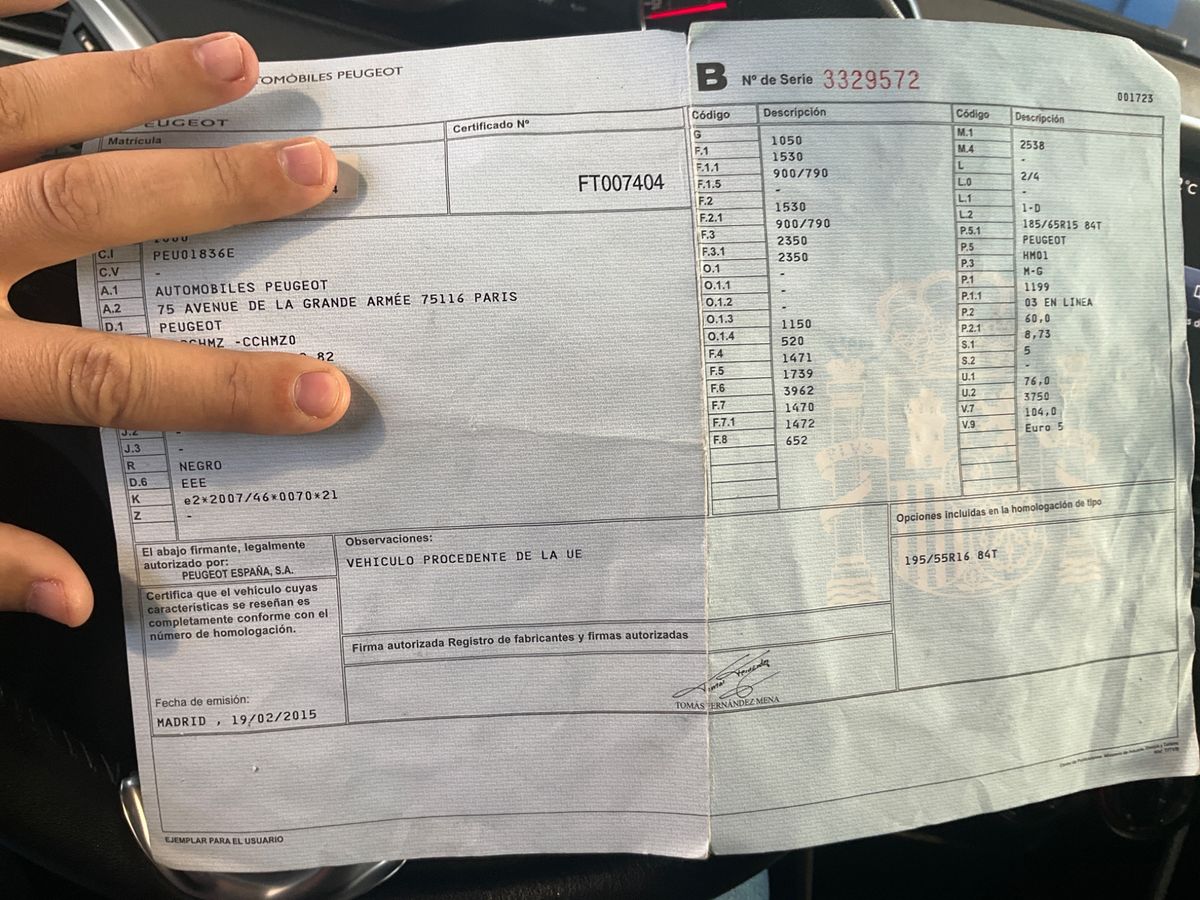 TOMÓBILES PEUGEOT
EUGEOT
Matrícula
4
Certificado Nº
FT007404
C.I PEU01836E
C.V -
A.1 AUTOMOBILES PEUGEOT
A.2 75 AVENUE DE LA GRANDE ARMÉE 75116 PARIS
D.1 PEUGEOT
CCHMZ -CCHMZ0
82
J.2 -
J.3 -
R NEGRO
D.6 EEE
K e2*2007/46*0070*21
Z -
El abajo firmante, legalmente
autorizado por:
PEUGEOT ESPAÑA, S.A.
Certifica que el vehículo cuyas
características se reseñan es
completamente conforme con el
número de homologación.
Fecha de emisión:
MADRID , 19/02/2015
Observaciones:
VEHICULO PROCEDENTE DE LA UE
Firma autorizada Registro de fabricantes y firmas autorizadas
TOMÁS FERNÁNDEZ MENA
EJEMPLAR PARA EL USUARIO
B Nº de Serie 3329572
001723
Código Descripción
G 1050
F.1 1530
F.1.1 900/790
F.1.5 -
F.2 1530
F.2.1 900/790
F.3 2350
F.3.1 2350
O.1 -
O.1.1 -
O.1.2 -
O.1.3 1150
O.1.4 520
F.4 1471
F.5 1739
F.6 3962
F.7 1470
F.7.1 1472
F.8 652
Código Descripción
M.1 2538
M.4 -
L 2/4
L.0 -
L.1 1-D
L.2 185/65R15 84T
P.5.1 PEUGEOT
P.5 HM01
P.3 M-G
P.1 1199
P.1.1 03 EN LINEA
P.2 60,0
P.2.1 8,73
S.1 5
S.2 -
U.1 76,0
U.2 3750
V.7 104,0
V.9 Euro 5
Opciones incluidas en la homologación de tipo
195/55R16 84T